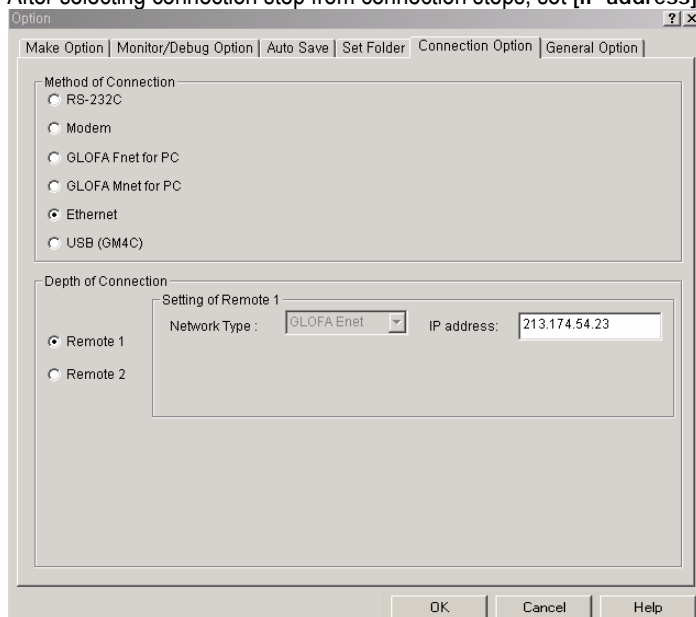 After selecting connection step from connection steps, set [IP address]
Option
Make Option Monitor/Debug Option Auto Save Set Folder Connection Option General Option
Method of Connection
RS-232C
Modem
GLOFA Fnet for PC
GLOFA Mnet for PC
Ethernet
USB (GM4C)
Depth of Connection
Setting of Remote 1
Network Type : GLOFA Enet IP address: 213.174.54.23
Remote 1
Remote 2
OK Cancel Help